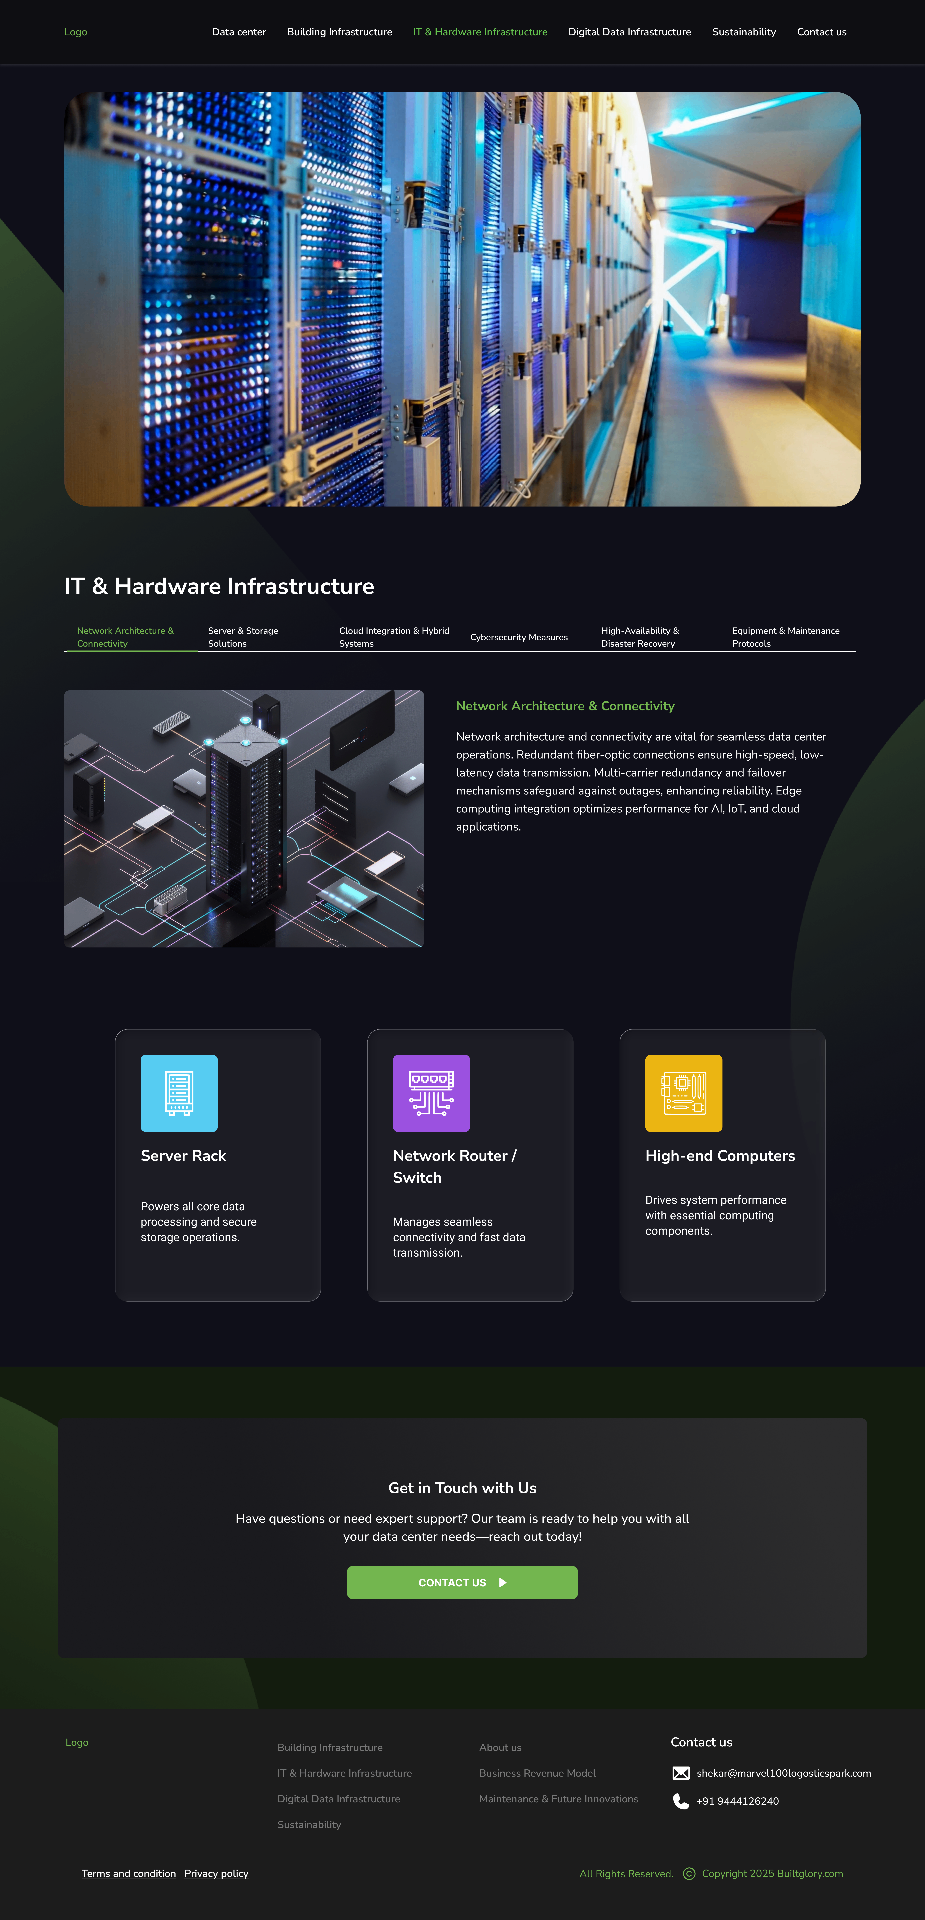 Logo
Data center
Building Infrastructure
IT & Hardware Infrastructure
Digital Data Infrastructure
Sustainability
Contact us
IT & Hardware Infrastructure
Network Architecture &
Connectivity
Server & Storage
Solutions
Cloud Integration & Hybrid
Systems
Cybersecurity Measures
High-Availability &
Disaster Recovery
Equipment & Maintenance
Protocols
Network Architecture & Connectivity
Network architecture and connectivity are vital for seamless data center
operations. Redundant fiber-optic connections ensure high-speed, low-
latency data transmission. Multi-carrier redundancy and failover
mechanisms safeguard against outages, enhancing reliability. Edge
computing integration optimizes performance for AI, IoT, and cloud
applications.
Server Rack
Powers all core data
processing and secure
storage operations.
Network Router /
Switch
Manages seamless
connectivity and fast data
transmission.
High-end Computers
Drives system performance
with essential computing
components.
Get in Touch with Us
Have questions or need expert support? Our team is ready to help you with all
your data center needs—reach out today!
CONTACT US
Logo
Building Infrastructure
IT & Hardware Infrastructure
Digital Data Infrastructure
Sustainability
About us
Business Revenue Model
Maintenance & Future Innovations
Contact us
shekar@marvel100logosticspark.com
+91 9444126240
Terms and condition Privacy policy
All Rights Reserved. © Copyright 2025 Builtglory.com